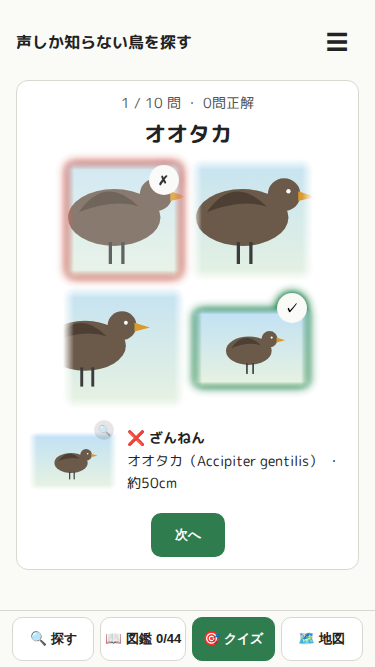 声しか知らない鳥を探す
1 / 10 問 · 0問正解
オオタカ
✗
✓
❌ ざんねん
オオタカ（Accipiter gentilis） ·
約50cm
次へ
🔍 探す
📖 図鑑 0/44
🎯 クイズ
🗺️ 地図